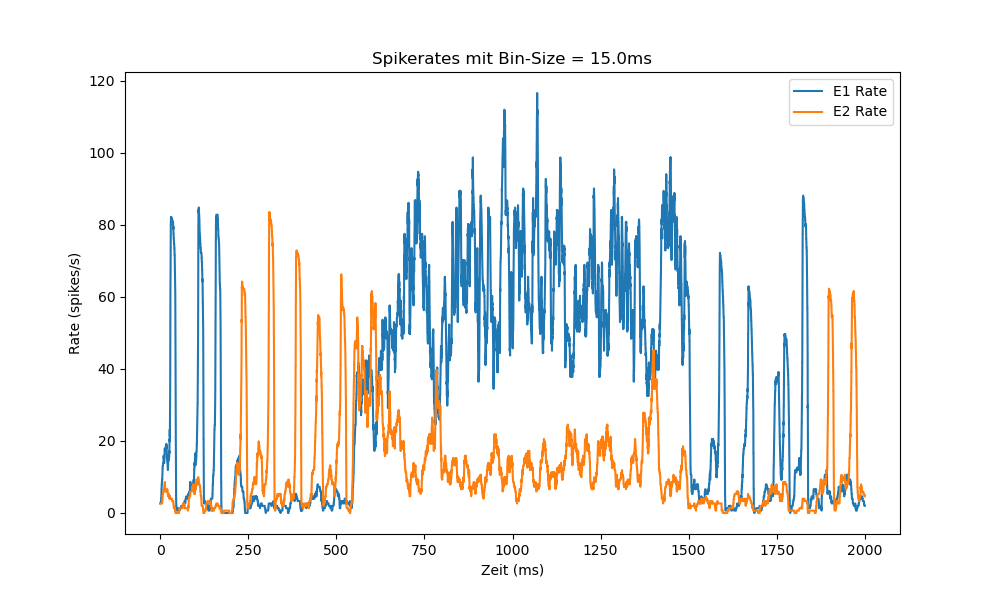 Spikerates mit Bin-Size = 15.0ms
E1 Rate
E2 Rate
120
100
80
60
40
20
0
Rate (spikes/s)
0 250 500 750 1000 1250 1500 1750 2000
Zeit (ms)